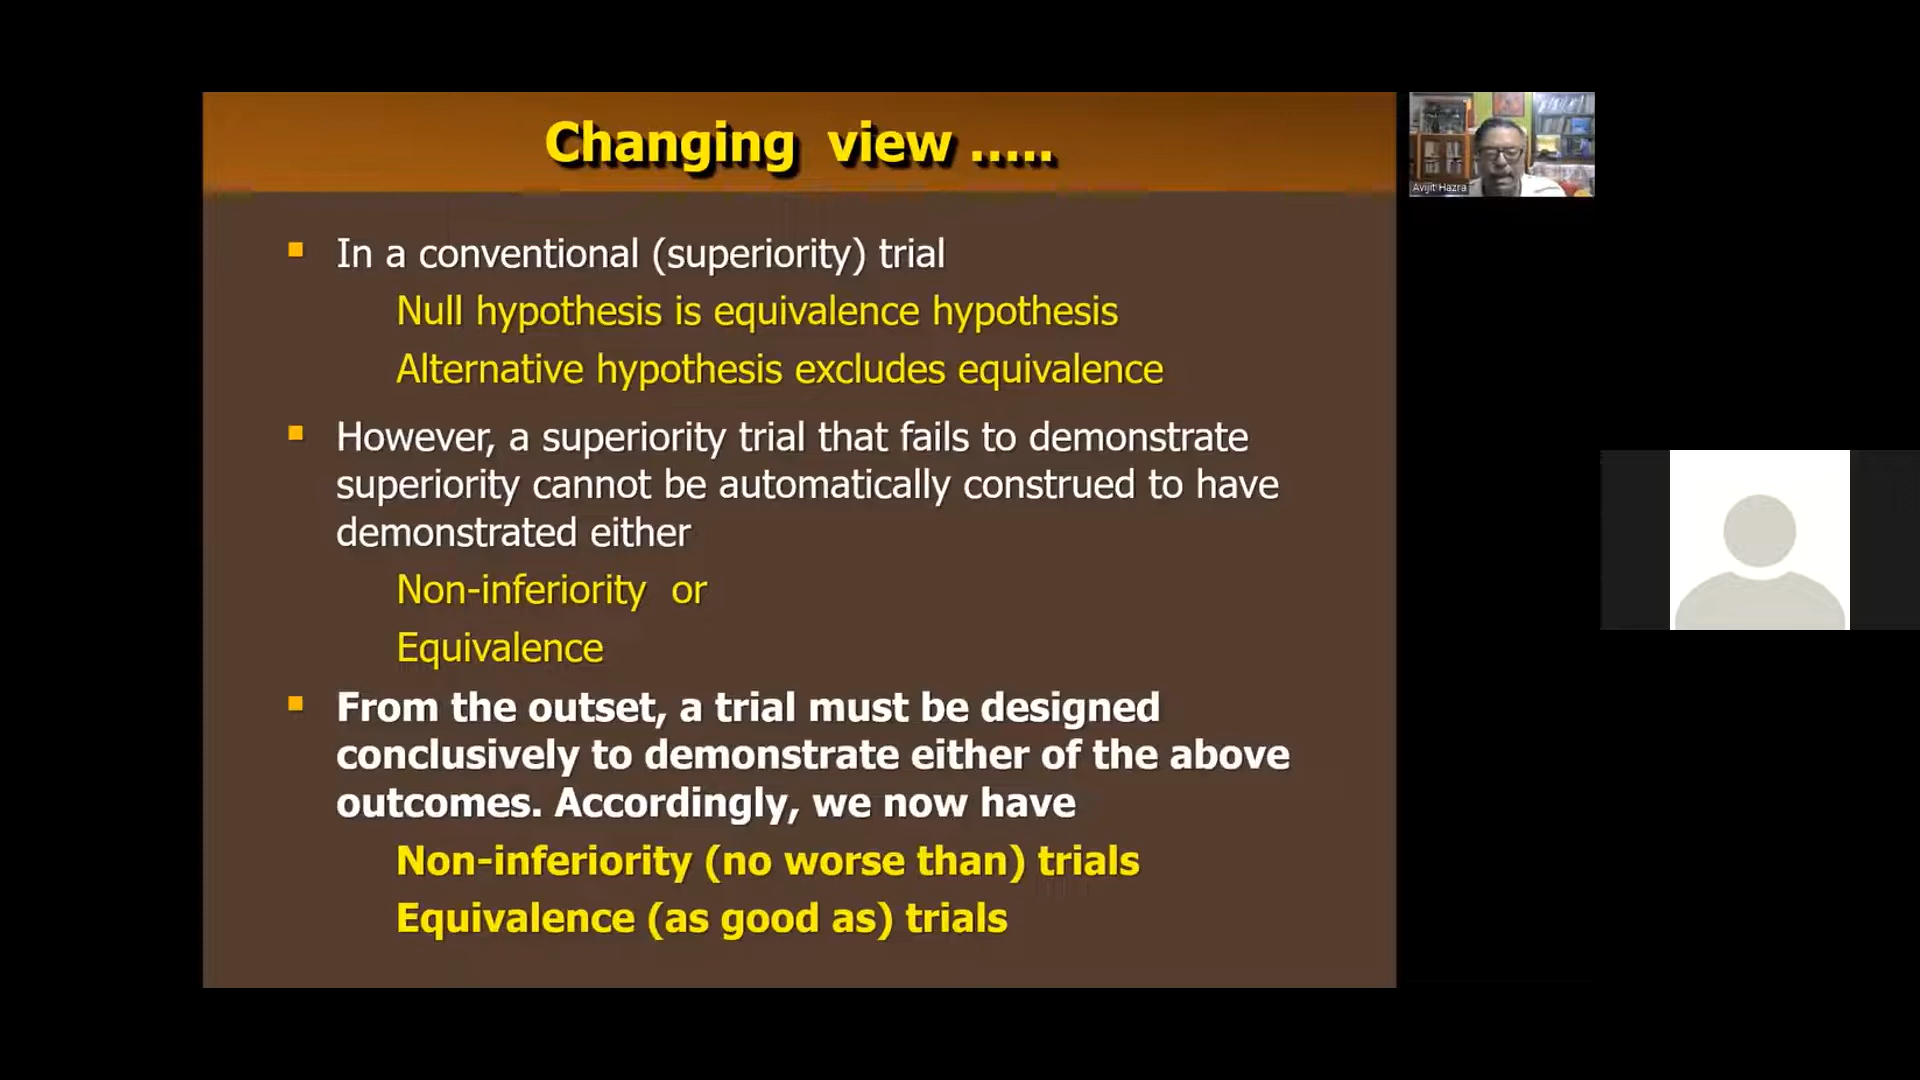 Changing view .....
In a conventional (superiority) trial
Null hypothesis is equivalence hypothesis
Alternative hypothesis excludes equivalence
However, a superiority trial that fails to demonstrate
superiority cannot be automatically construed to have
demonstrated either
Non-inferiority or
Equivalence
From the outset, a trial must be designed
conclusively to demonstrate either of the above
outcomes. Accordingly, we now have
Non-inferiority (no worse than) trials
Equivalence (as good as) trials
Avijit Hazra